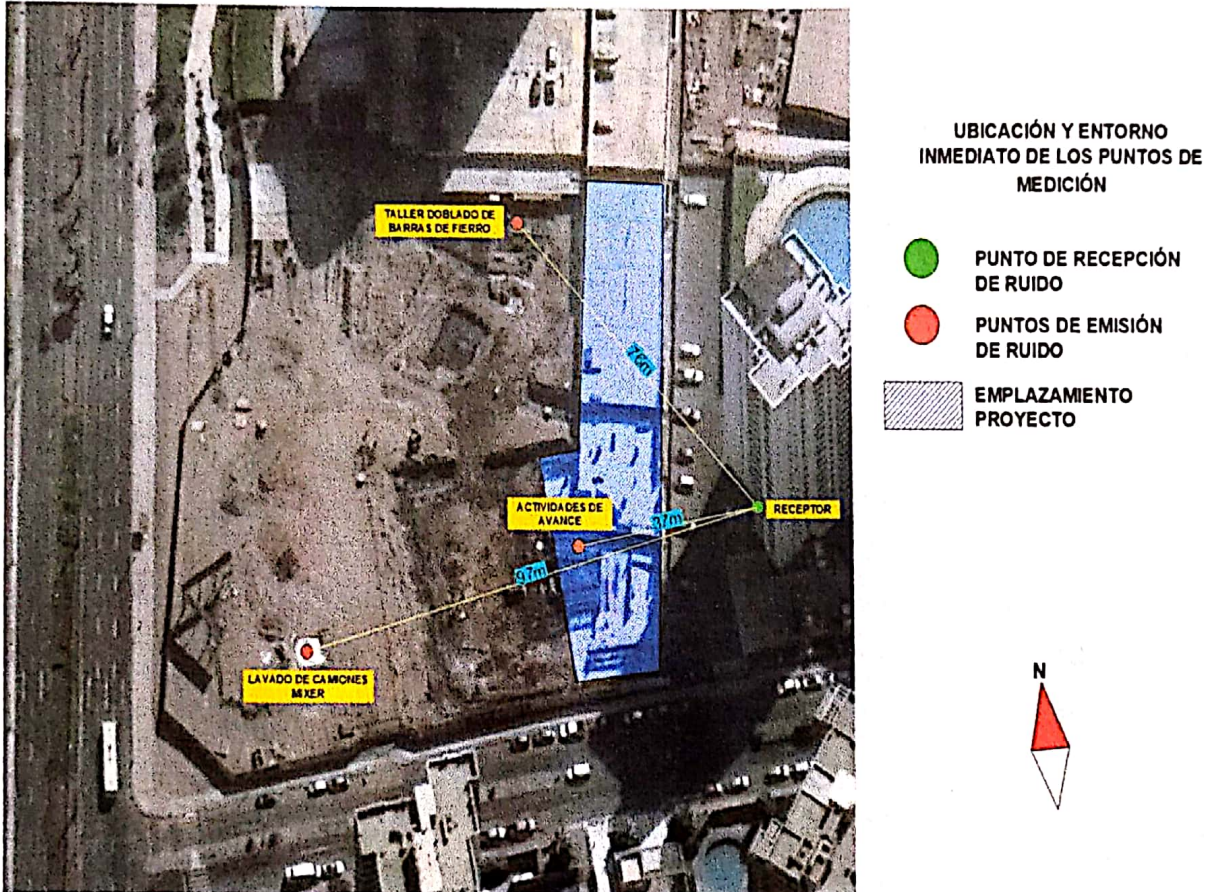 UBICACIÓN Y ENTORNO
INMEDIATO DE LOS PUNTOS DE
MEDICIÓN
PUNTO DE RECEPCIÓN
DE RUIDO
PUNTOS DE EMISIÓN
DE RUIDO
EMPLAZAMIENTO
PROYECTO
N
TALLER DOBLADO DE
BARRAS DE FIERRO
76m
ACTIVIDADES DE
AVANCE
37m
RECEPTOR
97m
LAVADO DE CAMIONES
MIXER